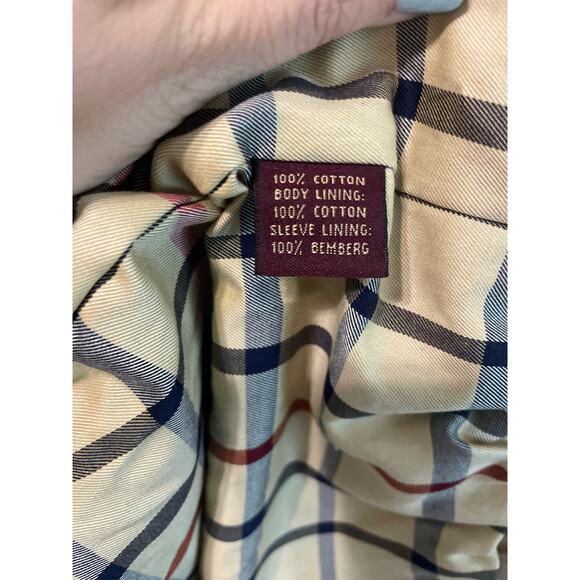 100% COTTON
BODY LINING:
100% COTTON
SLEEVE LINING:
100% BEMBERG